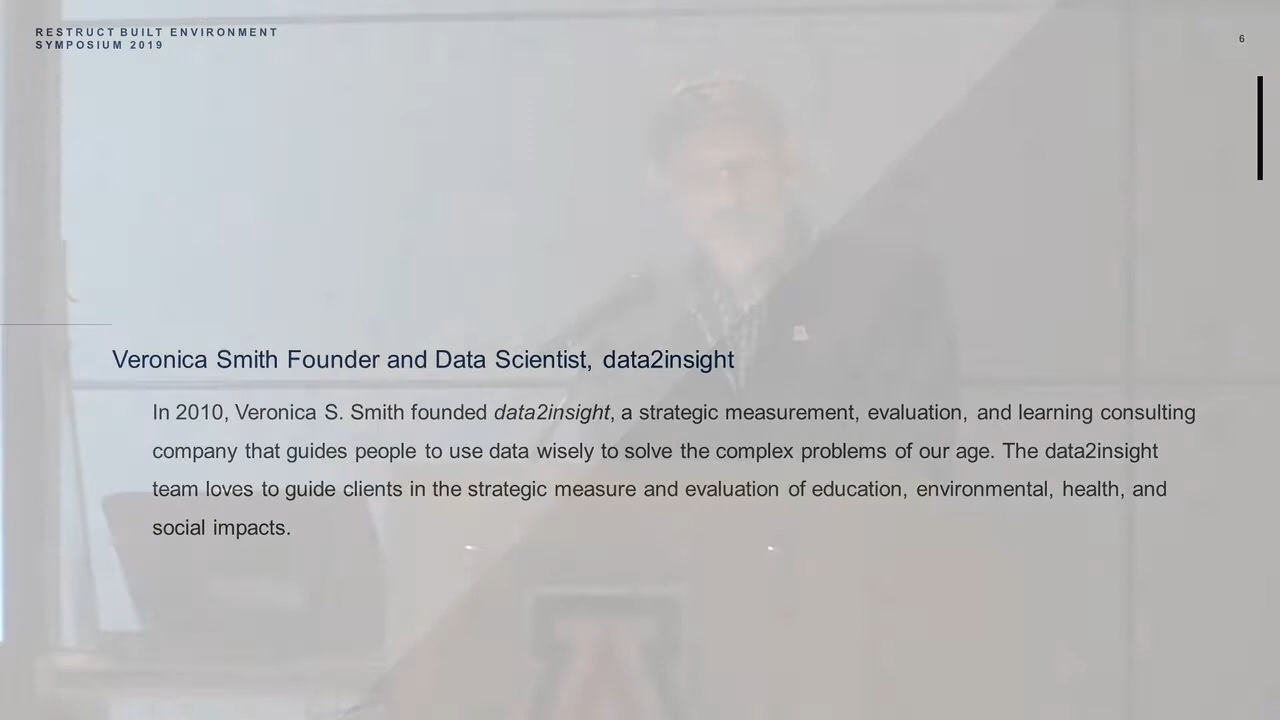 RESTRUCT BUILT ENVIRONMENT
SYMPOSIUM 2019
6
Veronica Smith Founder and Data Scientist, data2insight
In 2010, Veronica S. Smith founded data2insight, a strategic measurement, evaluation, and learning consulting
company that guides people to use data wisely to solve the complex problems of our age. The data2insight
team loves to guide clients in the strategic measure and evaluation of education, environmental, health, and
social impacts.